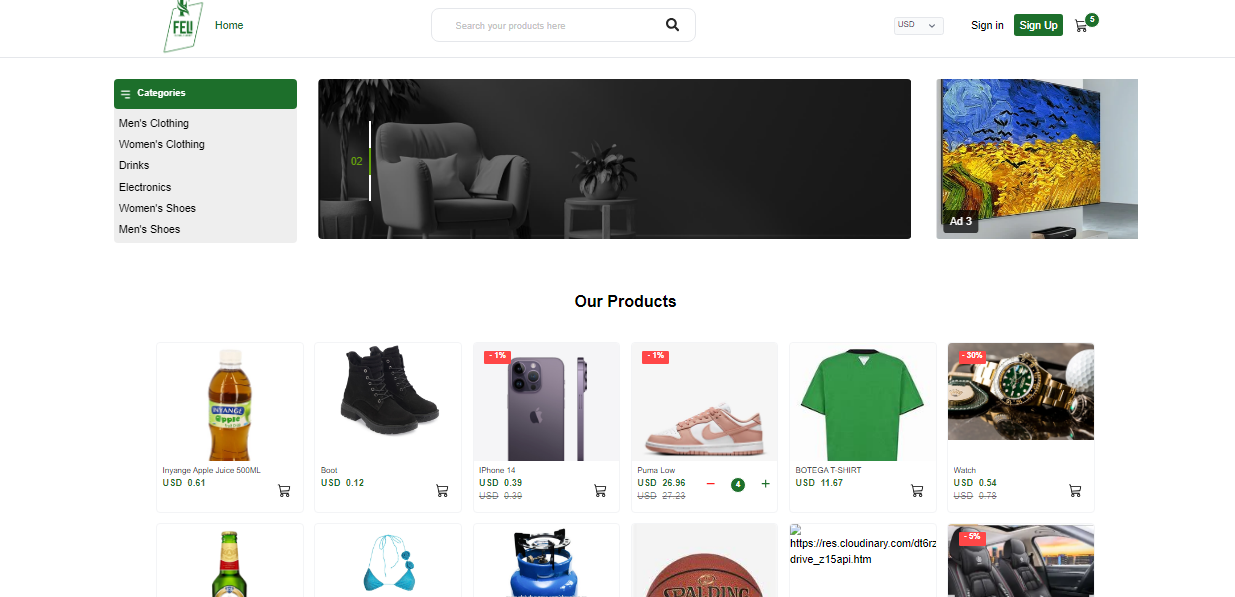 FELI
Home
Search your products here
USD
Sign in
Sign Up
5
Categories
Men's Clothing
Women's Clothing
Drinks
Electronics
Women's Shoes
Men's Shoes
02
Ad 3
Our Products
INYANGE
apple
Inyange Apple Juice 500ML
USD 0.61
Boot
USD 0.12
- 1%
IPhone 14
USD 0.39
USD 0.39
- 1%
Puma Low
USD 26.96
USD 27.23
4
BOTEGA T-SHIRT
USD 11.67
- 30%
Watch
USD 0.54
USD 0.78
SPALDING
https://res.cloudinary.com/dt6rz
drive_z15api.htm
- 5%